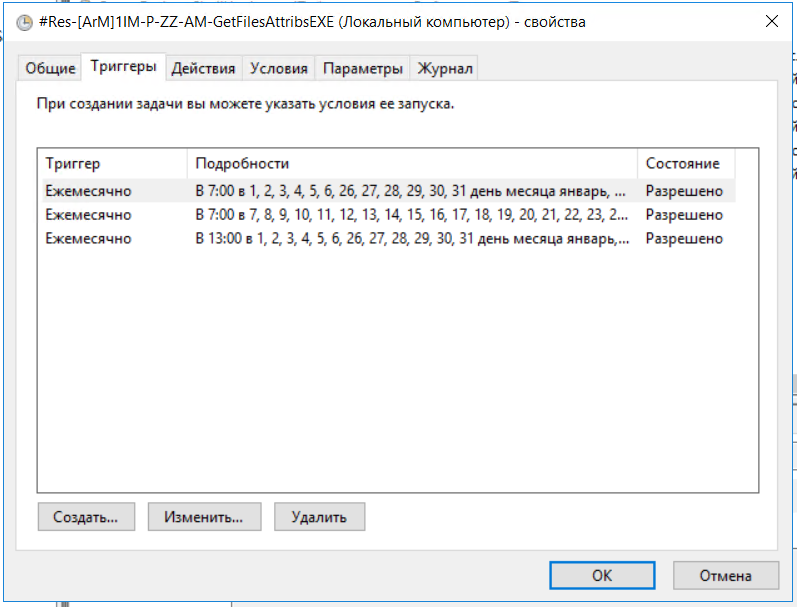 #Res-[ArM]1IM-P-ZZ-AM-GetFilesAttribsEXE (Локальный компьютер) - свойства
Общие Триггеры Действия Условия Параметры Журнал
При создании задачи вы можете указать условия ее запуска.
Триггер Подробности Состояние
Ежемесячно В 7:00 в 1, 2, 3, 4, 5, 6, 26, 27, 28, 29, 30, 31 день месяца январь, ... Разрешено
Ежемесячно В 7:00 в 7, 8, 9, 10, 11, 12, 13, 14, 15, 16, 17, 18, 19, 20, 21, 22, 23, 2... Разрешено
Ежемесячно В 13:00 в 1, 2, 3, 4, 5, 6, 26, 27, 28, 29, 30, 31 день месяца январь,... Разрешено
Создать... Изменить... Удалить
OK Отмена